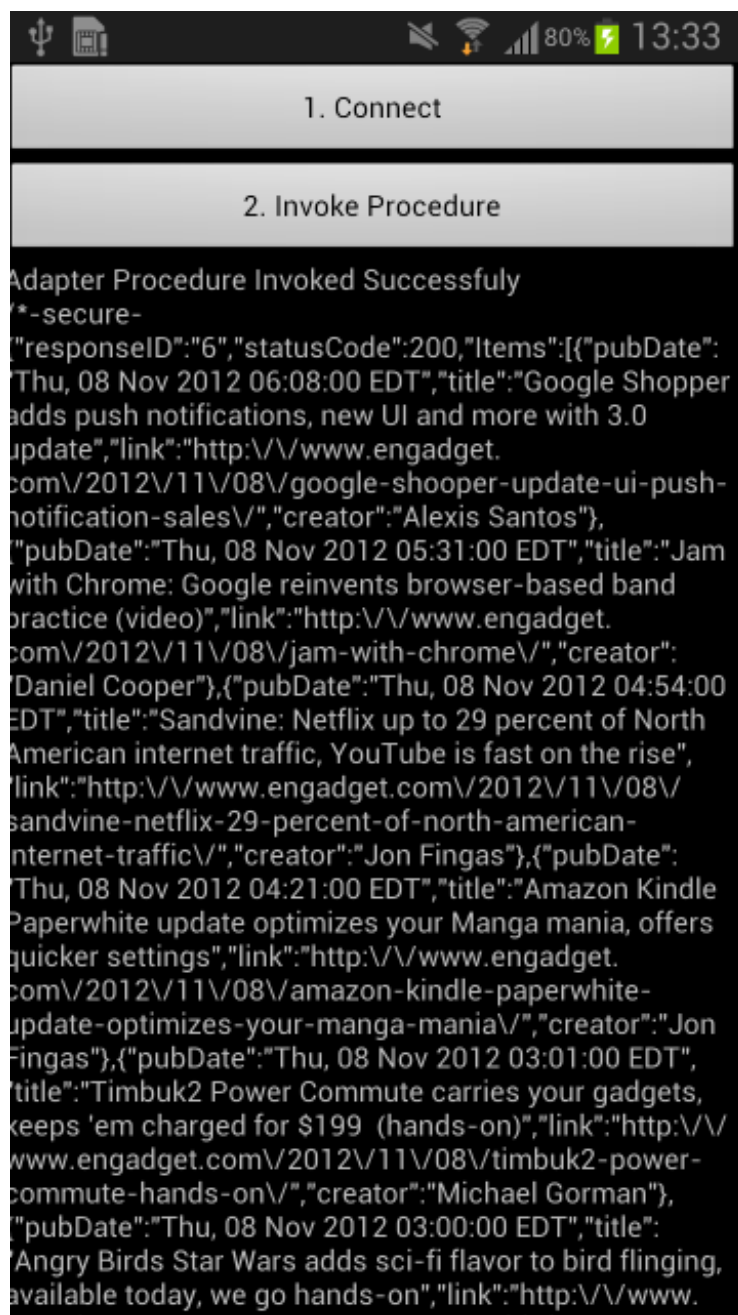 80% 13:33
1. Connect
2. Invoke Procedure
Adapter Procedure Invoked Successfuly
/*-secure-
{"responseID":"6","statusCode":200,"Items":[{"pubDate":
"Thu, 08 Nov 2012 06:08:00 EDT","title":"Google Shopper
adds push notifications, new UI and more with 3.0
update","link":"http:\/\/www.engadget.
com\/2012\/11\/08\/google-shooper-update-ui-push-
notification-sales\/","creator":"Alexis Santos"},
{"pubDate":"Thu, 08 Nov 2012 05:31:00 EDT","title":"Jam
with Chrome: Google reinvents browser-based band
practice (video)","link":"http:\/\/www.engadget.
com\/2012\/11\/08\/jam-with-chrome\/","creator":
"Daniel Cooper"},{"pubDate":"Thu, 08 Nov 2012 04:54:00
EDT","title":"Sandvine: Netflix up to 29 percent of North
American internet traffic, YouTube is fast on the rise",
"link":"http:\/\/www.engadget.com\/2012\/11\/08\/
sandvine-netflix-29-percent-of-north-american-
internet-traffic\/","creator":"Jon Fingas"},{"pubDate":
"Thu, 08 Nov 2012 04:21:00 EDT","title":"Amazon Kindle
Paperwhite update optimizes your Manga mania, offers
quicker settings","link":"http:\/\/www.engadget.
com\/2012\/11\/08\/amazon-kindle-paperwhite-
update-optimizes-your-manga-mania\/","creator":"Jon
Fingas"},{"pubDate":"Thu, 08 Nov 2012 03:01:00 EDT",
"title":"Timbuk2 Power Commute carries your gadgets,
keeps 'em charged for $199  (hands-on)","link":"http:\/\/
www.engadget.com\/2012\/11\/08\/timbuk2-power-
commute-hands-on\/","creator":"Michael Gorman"},
{"pubDate":"Thu, 08 Nov 2012 03:00:00 EDT","title":
"Angry Birds Star Wars adds sci-fi flavor to bird flinging,
available today, we go hands-on","link":"http:\/\/www.